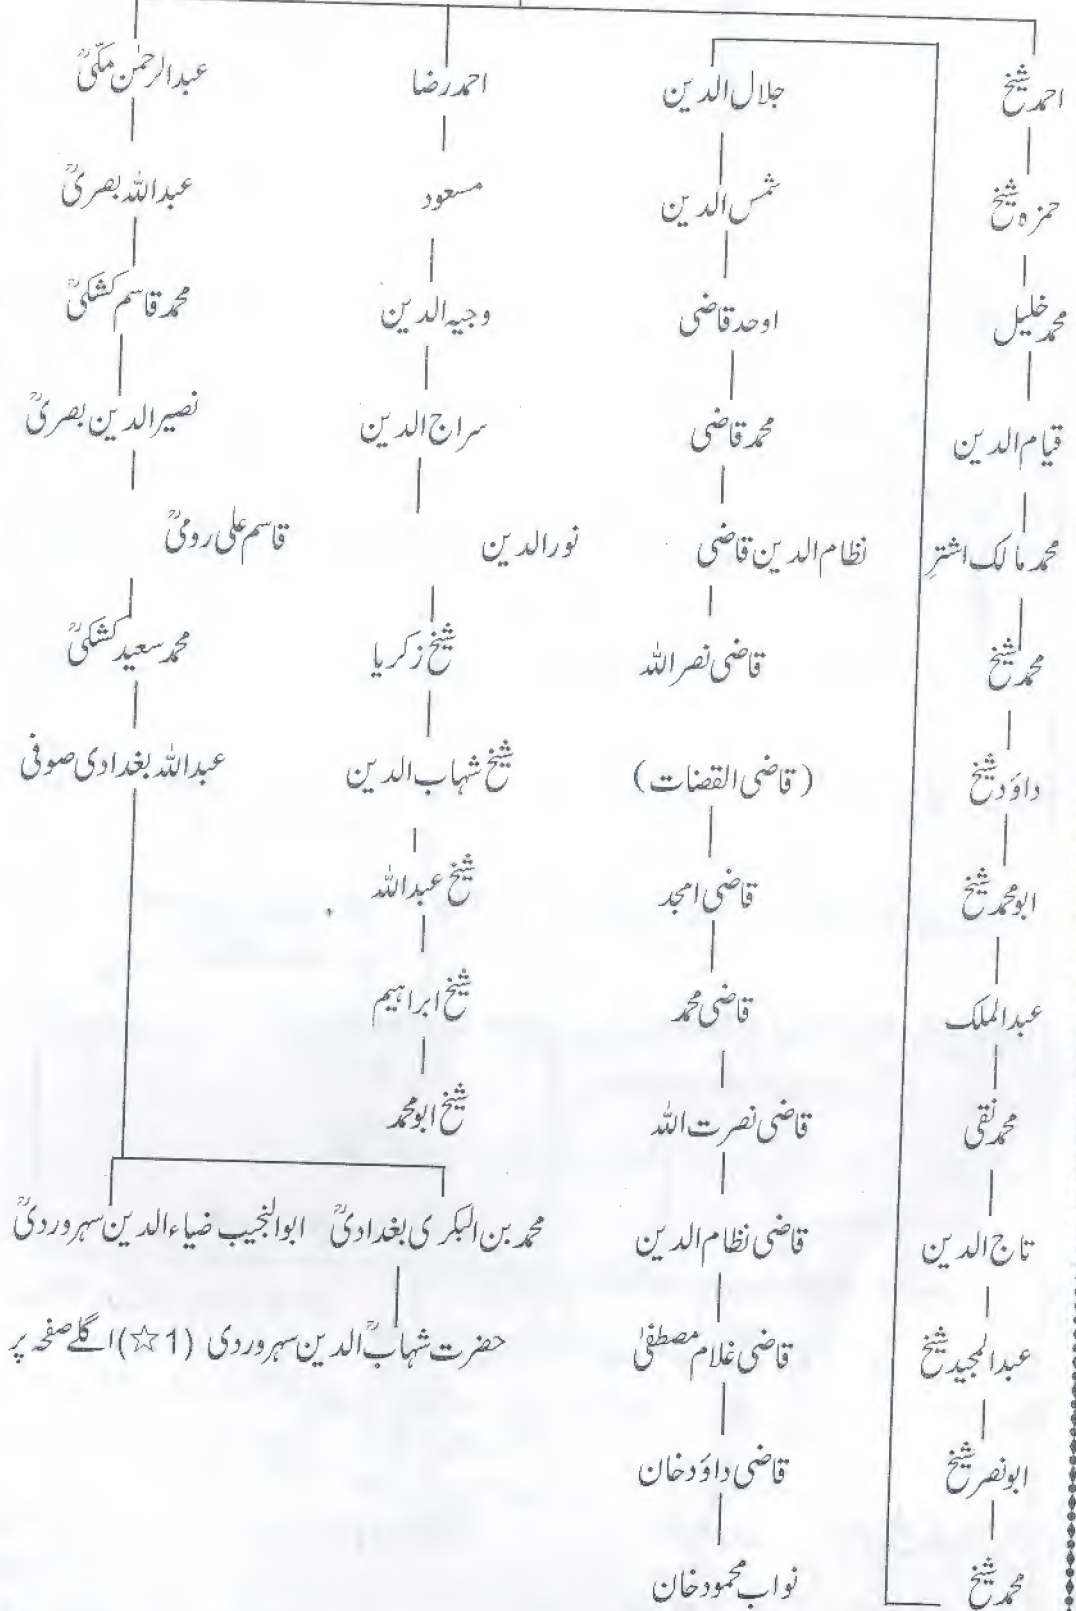 احمد شیخ
حمزہ شیخ
محمد خلیل
قیام الدین
محمد مالک اشتر
محمد شیخ
داؤد شیخ
ابو محمد شیخ
عبدالملک
محمد نقی
تاج الدین
عبدالمجید شیخ
ابو نصر شیخ
محمد شیخ
جلال الدین
شمس الدین
اوحد قاضی
محمد قاضی
نظام الدین قاضی
قاضی نصر اللہ
(قاضی القضات)
قاضی امجد
قاضی محمد
قاضی نصرت اللہ
قاضی نظام الدین
قاضی غلام مصطفیٰ
قاضی داؤد خان
نواب محمود خان
احمد رضا
مسعود
وجیہ الدین
سراج الدین
نور الدین
شیخ زکریا
شیخ شہاب الدین
شیخ عبداللہ
شیخ ابراہیم
شیخ ابو محمد
عبدالرحمٰن مکّیؒ
عبداللہ بصریؒ
محمد قاسم کشکیؒ
نصیر الدین بصریؒ
قاسم علی رومیؒ
محمد سعید کشکیؒ
عبداللہ بغدادی صوفی
محمد بن البکری بغدادیؒ
ابوالنجیب ضیاء الدین سہروردیؒ
حضرت شہابؒ الدین سہروردی (1☆) اگلے صفحہ پر